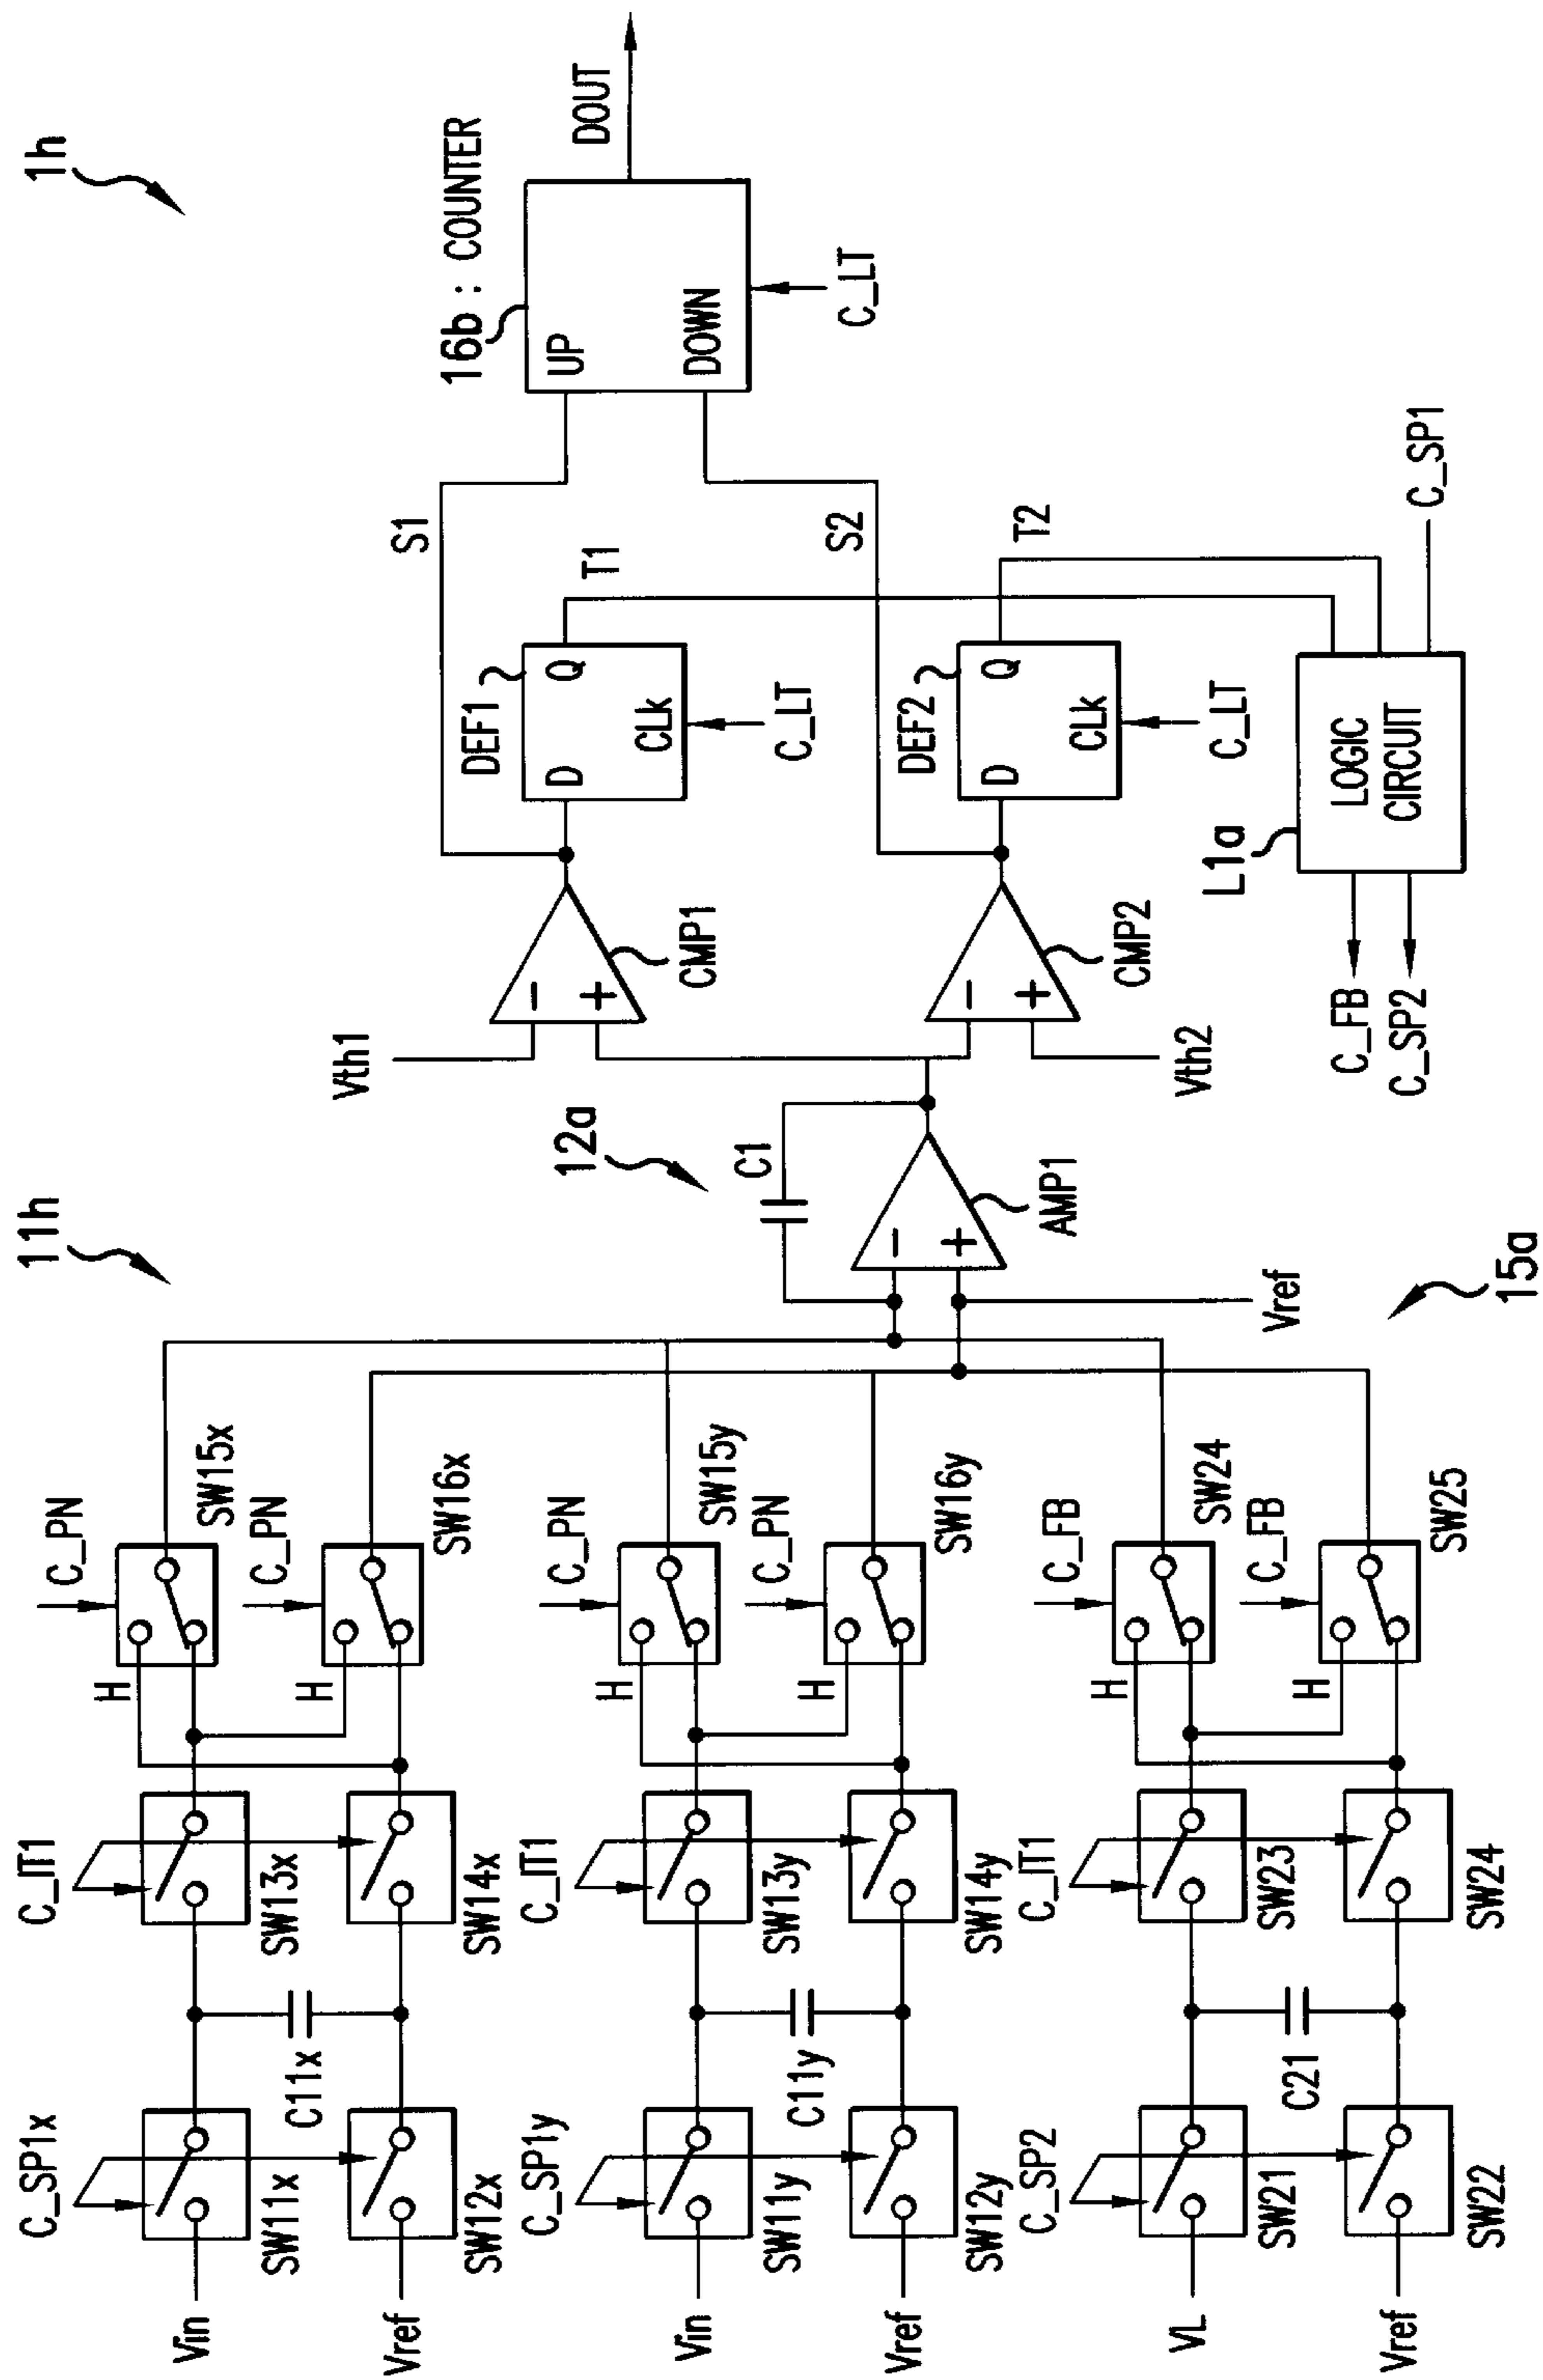 1h
11h
12a
15a
C_SP1x
SW11x
SW12x
Vin
Vref
C11x
C_IT1
SW13x
SW14x
H
H
C_PN
SW15x
C_PN
SW16x
C_SP1y
SW11y
SW12y
Vin
Vref
C11y
C_IT1
SW13y
SW14y
H
H
C_PN
SW15y
C_PN
SW16y
C_SP2
SW21
SW22
VL
Vref
C21
C_IT1
SW23
SW24
H
H
C_FB
SW24
C_FB
SW25
C1
-
+
AMP1
Vref
Vth1
-
+
CMP1
-
+
CMP2
Vth2
S1
DEF1
D
Q
CLk
C_LT
T1
S2
DEF2
D
Q
CLk
C_LT
T2
L1a
LOGIC
CIRCUIT
C_SP1
C_FB
C_SP2
16b : COUNTER
UP
DOWN
C_LT
DOUT